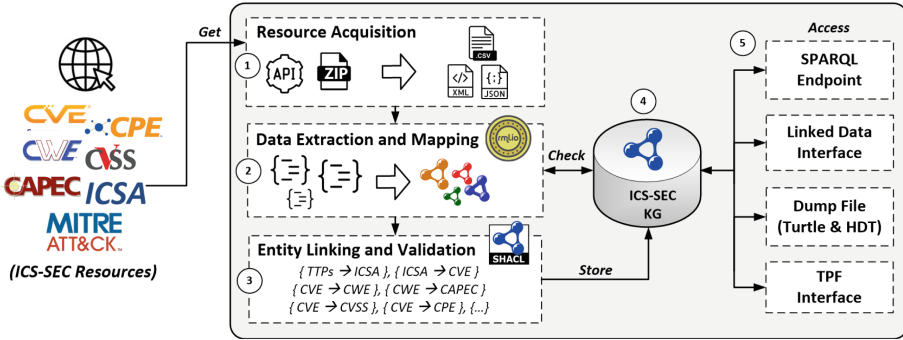 Get
Resource Acquisition
1
API
ZIP
CSV
</>
XML
{:}
JSON
CVE
CPE
CWE
CVSS
CAPEC
ICSA
MITRE
ATT&CK™
(ICS-SEC Resources)
Data Extraction and Mapping
rml.io
2
Check
Entity Linking and Validation
SHACL
3
{ TTPs → ICSA }, { ICSA → CVE }
{ CVE → CWE }, { CWE → CAPEC }
{ CVE → CVSS }, { CVE → CPE }, {...}
Store
4
ICS-SEC
KG
5
Access
SPARQL
Endpoint
Linked Data
Interface
Dump File
(Turtle & HDT)
TPF
Interface